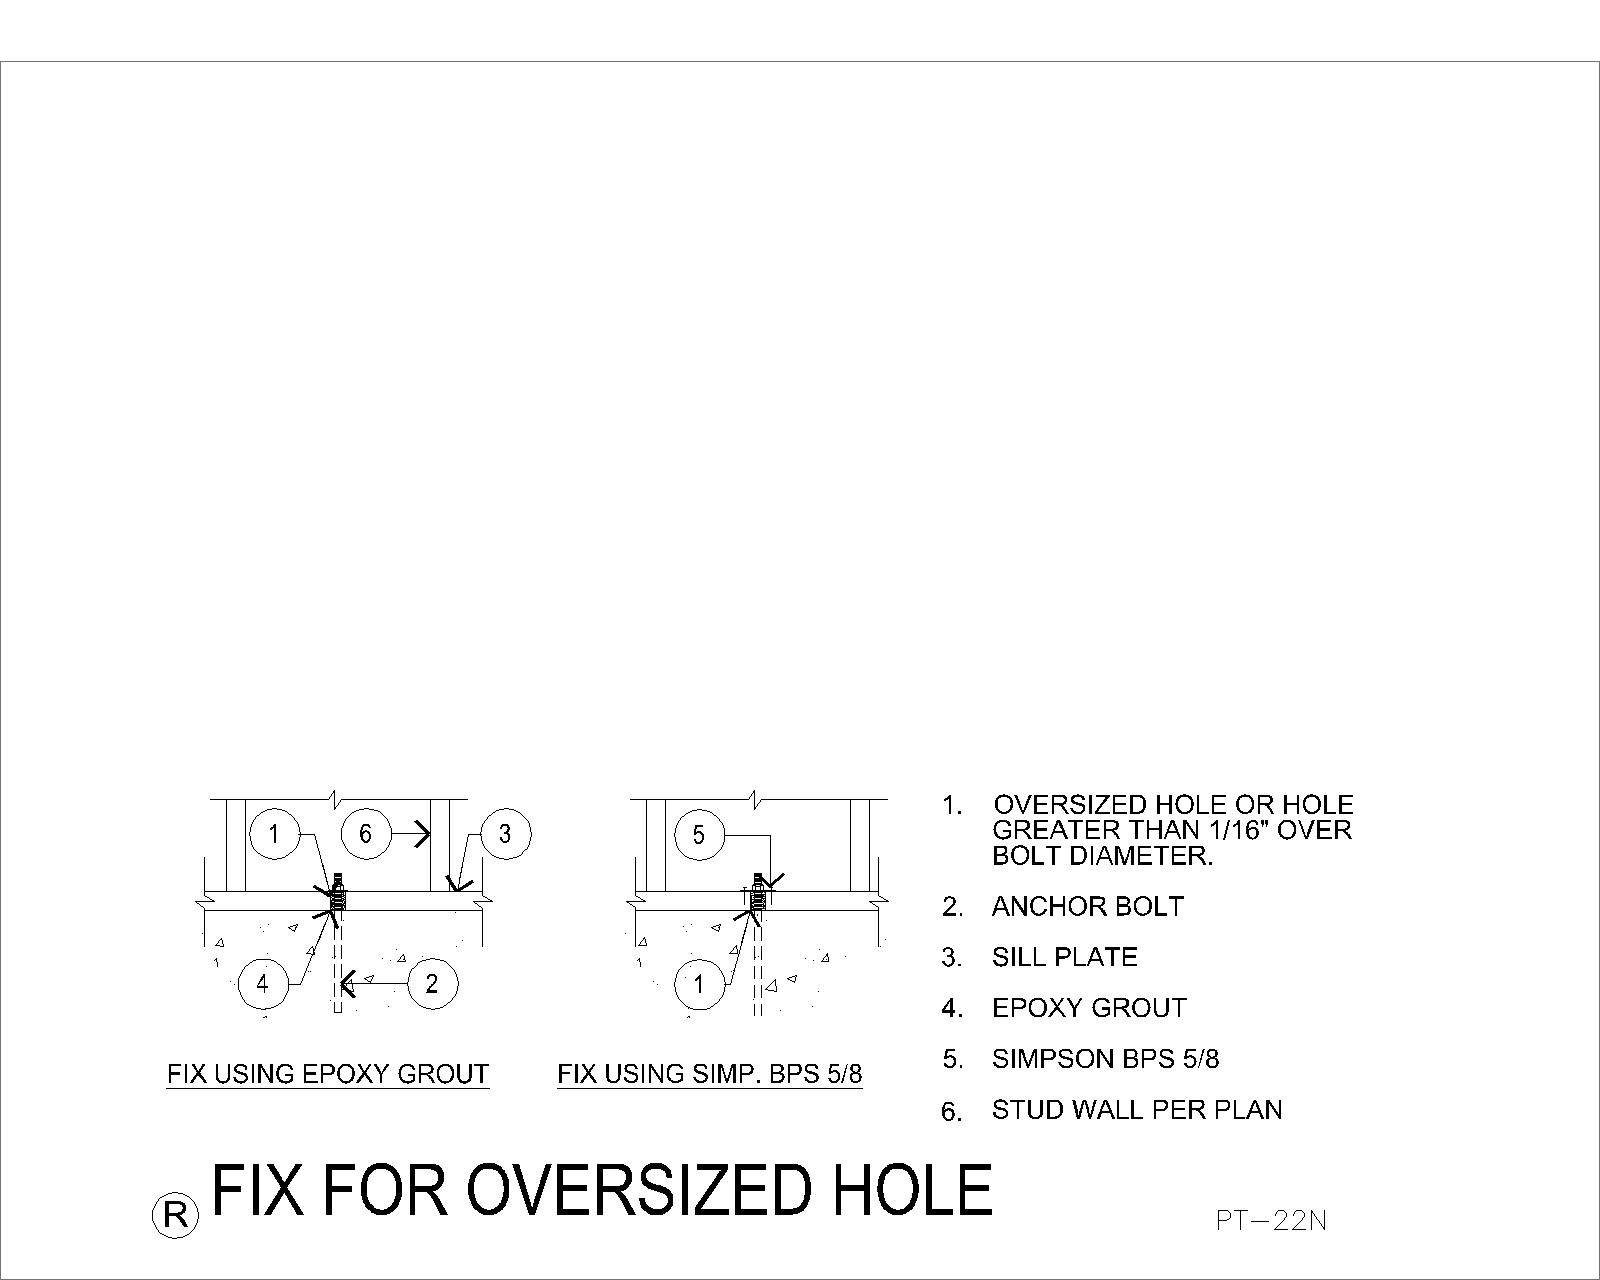 1 6 3
4 2
FIX USING EPOXY GROUT
5
1
FIX USING SIMP. BPS 5/8
1. OVERSIZED HOLE OR HOLE
GREATER THAN 1/16" OVER
BOLT DIAMETER.
2. ANCHOR BOLT
3. SILL PLATE
4. EPOXY GROUT
5. SIMPSON BPS 5/8
6. STUD WALL PER PLAN
R FIX FOR OVERSIZED HOLE
PT-22N